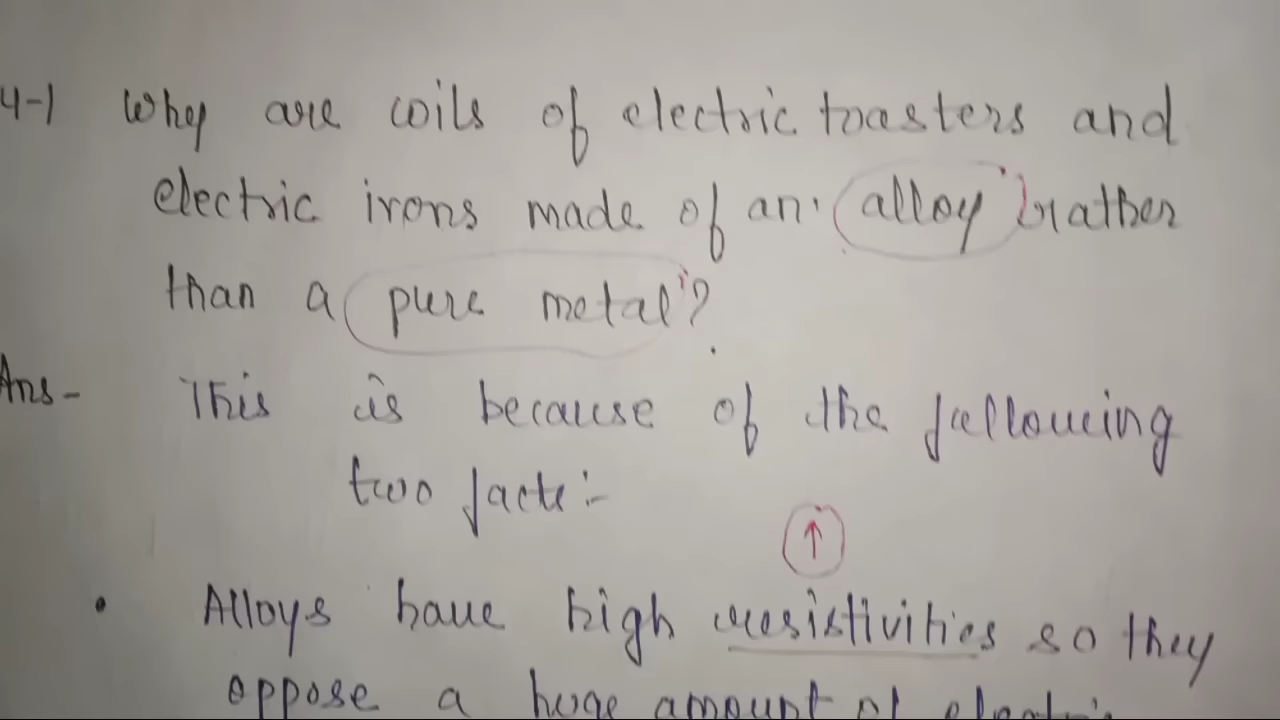 4-1 Why are coils of electric toasters and
electric irons made of an alloy rather
than a pure metal?
Ans- This is because of the following
two facts:-
↑
• Alloys have high resistivities so they
oppose a huge amount of electric